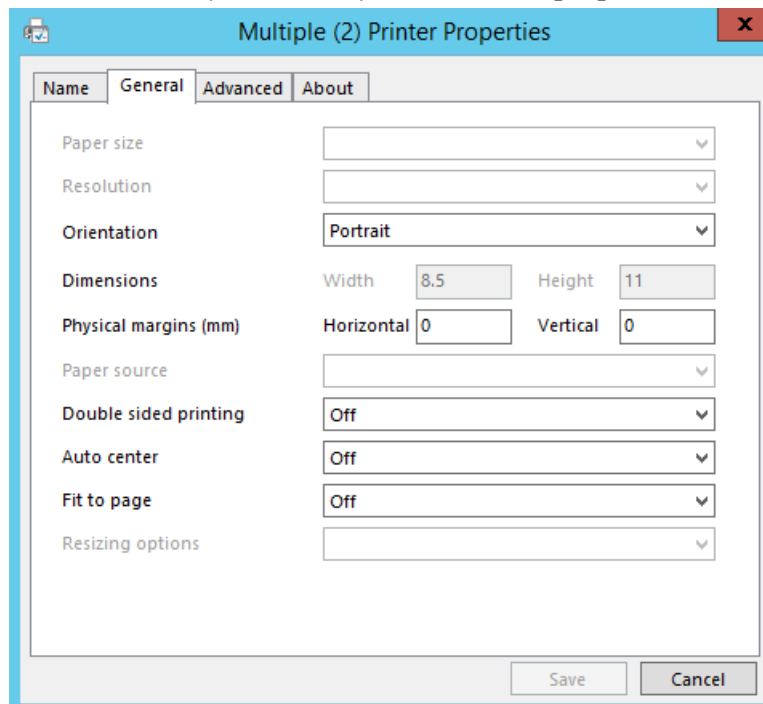 Multiple (2) Printer Properties
x
Name General Advanced About
Paper size
Resolution
Orientation Portrait
Dimensions Width 8.5 Height 11
Physical margins (mm) Horizontal 0 Vertical 0
Paper source
Double sided printing Off
Auto center Off
Fit to page Off
Resizing options
Save Cancel